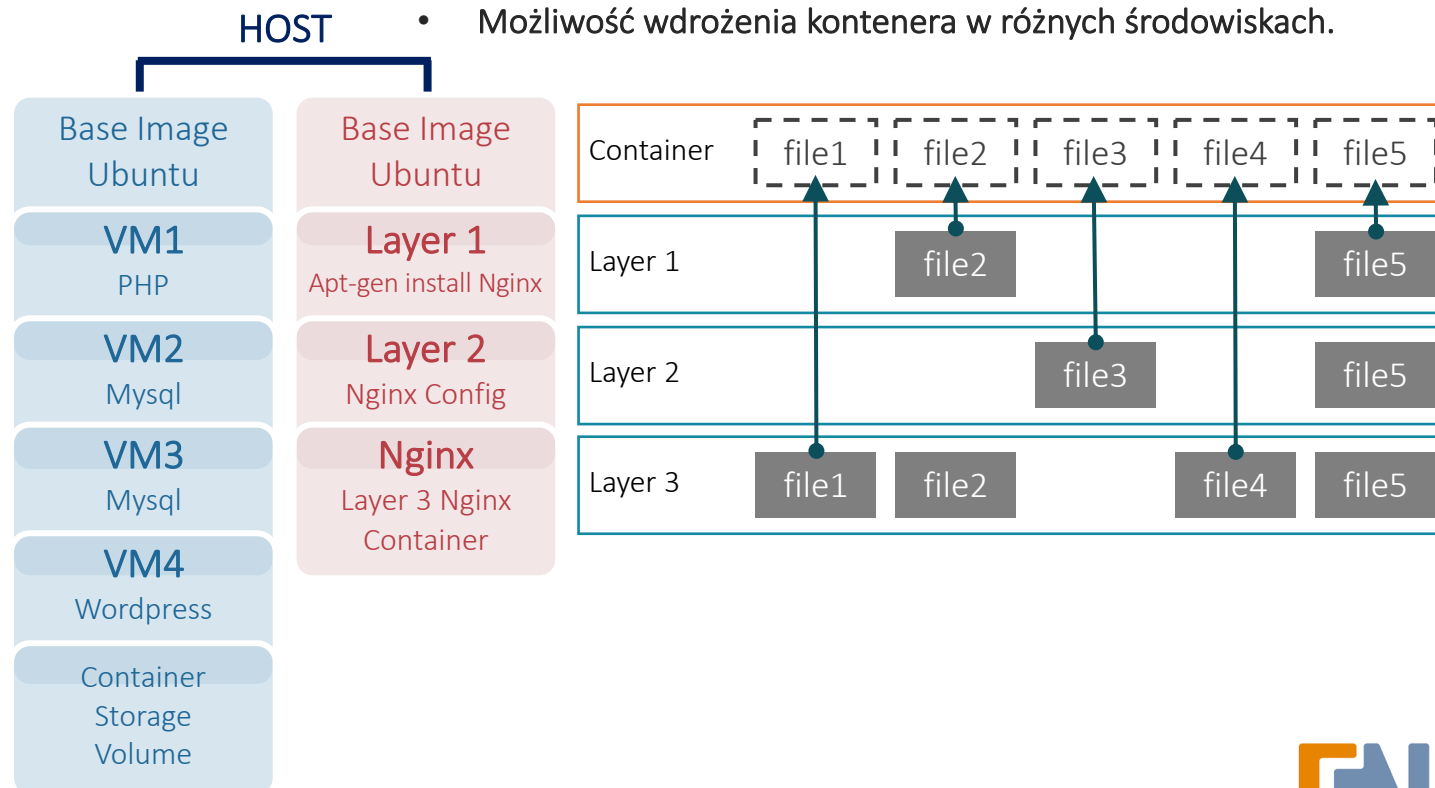 HOST
• Możliwość wdrożenia kontenera w różnych środowiskach.
Base Image
Ubuntu
VM1
PHP
VM2
Mysql
VM3
Mysql
VM4
Wordpress
Container
Storage
Volume
Base Image
Ubuntu
Layer 1
Apt-gen install Nginx
Layer 2
Nginx Config
Nginx
Layer 3 Nginx
Container
Container file1 file2 file3 file4 file5
Layer 1 file2 file5
Layer 2 file3 file5
Layer 3 file1 file2 file4 file5